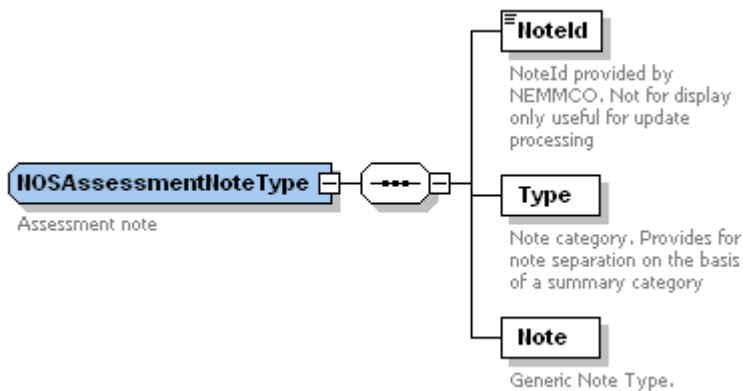 NoteId
NoteId provided by
NEMMCO. Not for display
only useful for update
processing
NOSAssessmentNoteType
Assessment note
Type
Note category. Provides for
note separation on the basis
of a summary category
Note
Generic Note Type.